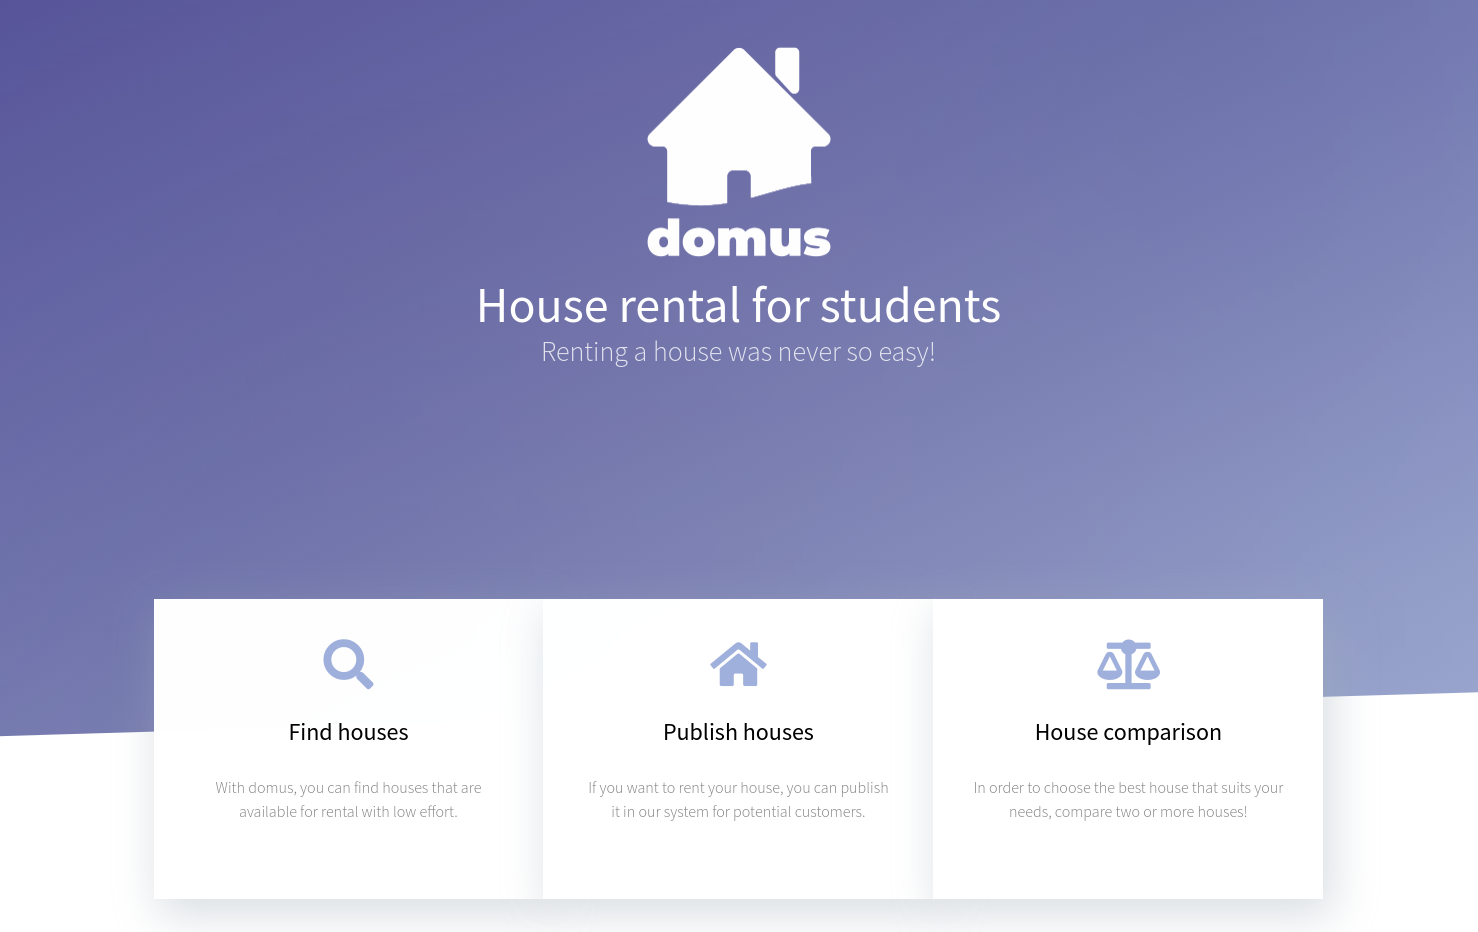 domus
House rental for students
Renting a house was never so easy!
Find houses
With domus, you can find houses that are
available for rental with low effort.
Publish houses
If you want to rent your house, you can publish
it in our system for potential customers.
House comparison
In order to choose the best house that suits your
needs, compare two or more houses!